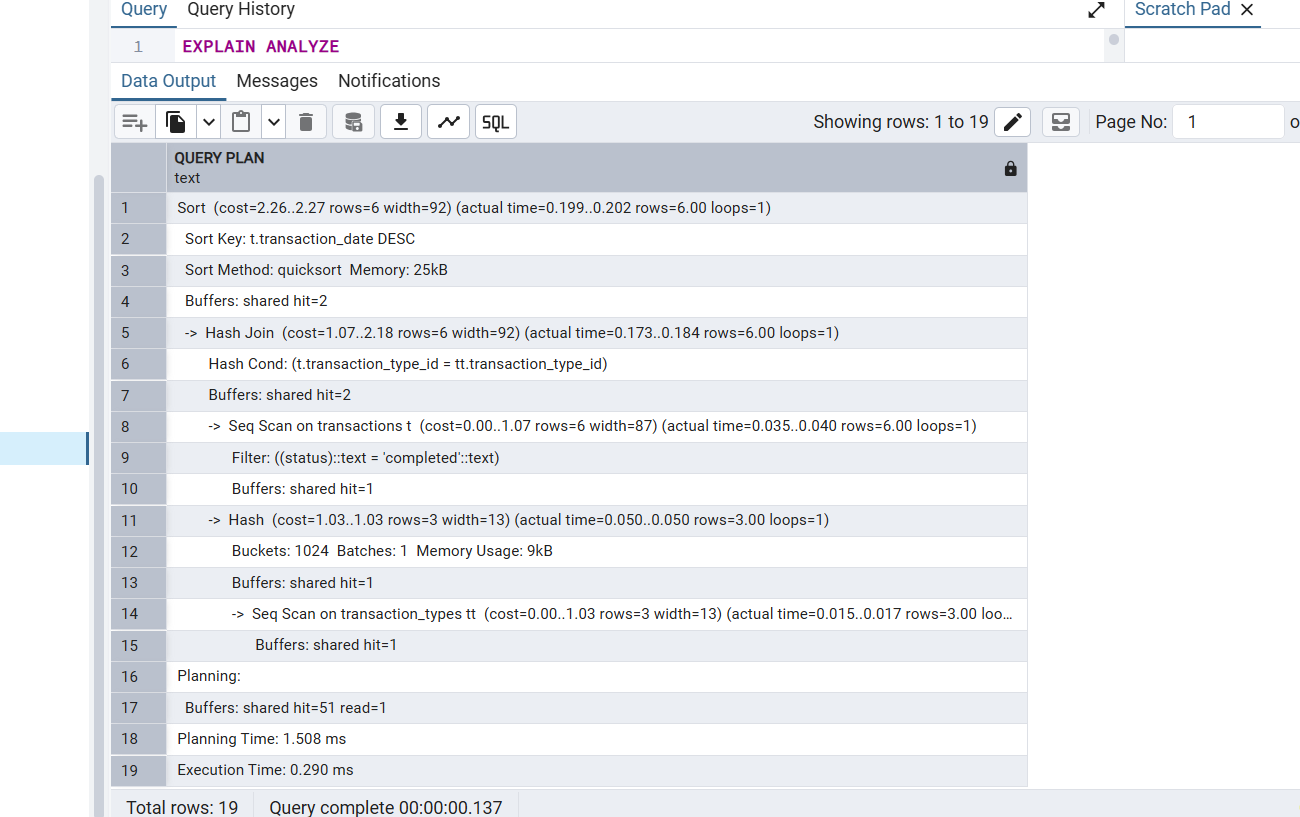 Query Query History Scratch Pad
1 EXPLAIN ANALYZE
Data Output Messages Notifications
SQL Showing rows: 1 to 19 Page No: 1 o
QUERY PLAN
text
1 Sort (cost=2.26..2.27 rows=6 width=92) (actual time=0.199..0.202 rows=6.00 loops=1)
2 Sort Key: t.transaction_date DESC
3 Sort Method: quicksort Memory: 25kB
4 Buffers: shared hit=2
5 -> Hash Join (cost=1.07..2.18 rows=6 width=92) (actual time=0.173..0.184 rows=6.00 loops=1)
6 Hash Cond: (t.transaction_type_id = tt.transaction_type_id)
7 Buffers: shared hit=2
8 -> Seq Scan on transactions t (cost=0.00..1.07 rows=6 width=87) (actual time=0.035..0.040 rows=6.00 loops=1)
9 Filter: ((status)::text = 'completed'::text)
10 Buffers: shared hit=1
11 -> Hash (cost=1.03..1.03 rows=3 width=13) (actual time=0.050..0.050 rows=3.00 loops=1)
12 Buckets: 1024 Batches: 1 Memory Usage: 9kB
13 Buffers: shared hit=1
14 -> Seq Scan on transaction_types tt (cost=0.00..1.03 rows=3 width=13) (actual time=0.015..0.017 rows=3.00 loo...
15 Buffers: shared hit=1
16 Planning:
17 Buffers: shared hit=51 read=1
18 Planning Time: 1.508 ms
19 Execution Time: 0.290 ms
Total rows: 19 Query complete 00:00:00.137